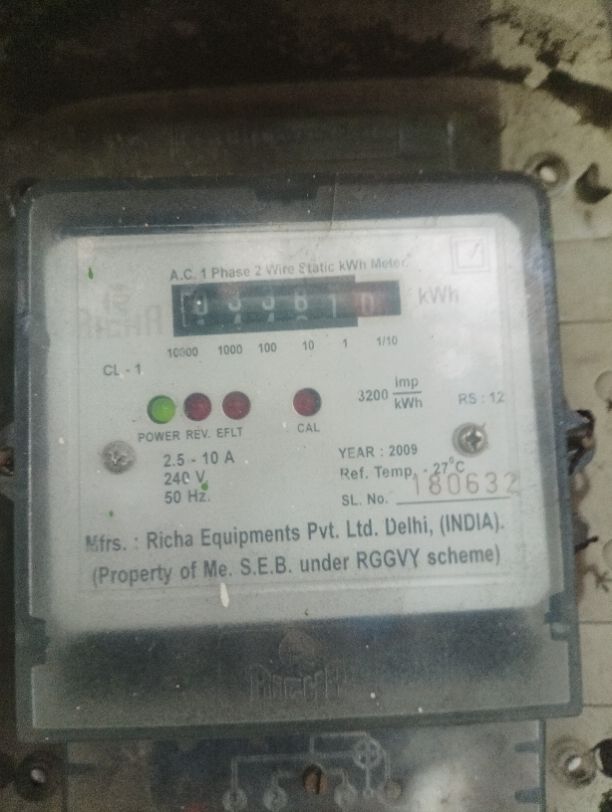 A.C. 1 Phase 2 Wire Static kWh Meter
kWh
10000 1000 100 10 1 1/10
CL - 1
3200 imp/kWh
RS : 12
POWER REV. EFLT CAL
2.5 - 10 A
240 V
50 Hz.
YEAR : 2009
Ref. Temp. - 27°C
SL. No. 180632
Mfrs. : Richa Equipments Pvt. Ltd. Delhi, (INDIA).
(Property of Me. S.E.B. under RGGVY scheme)